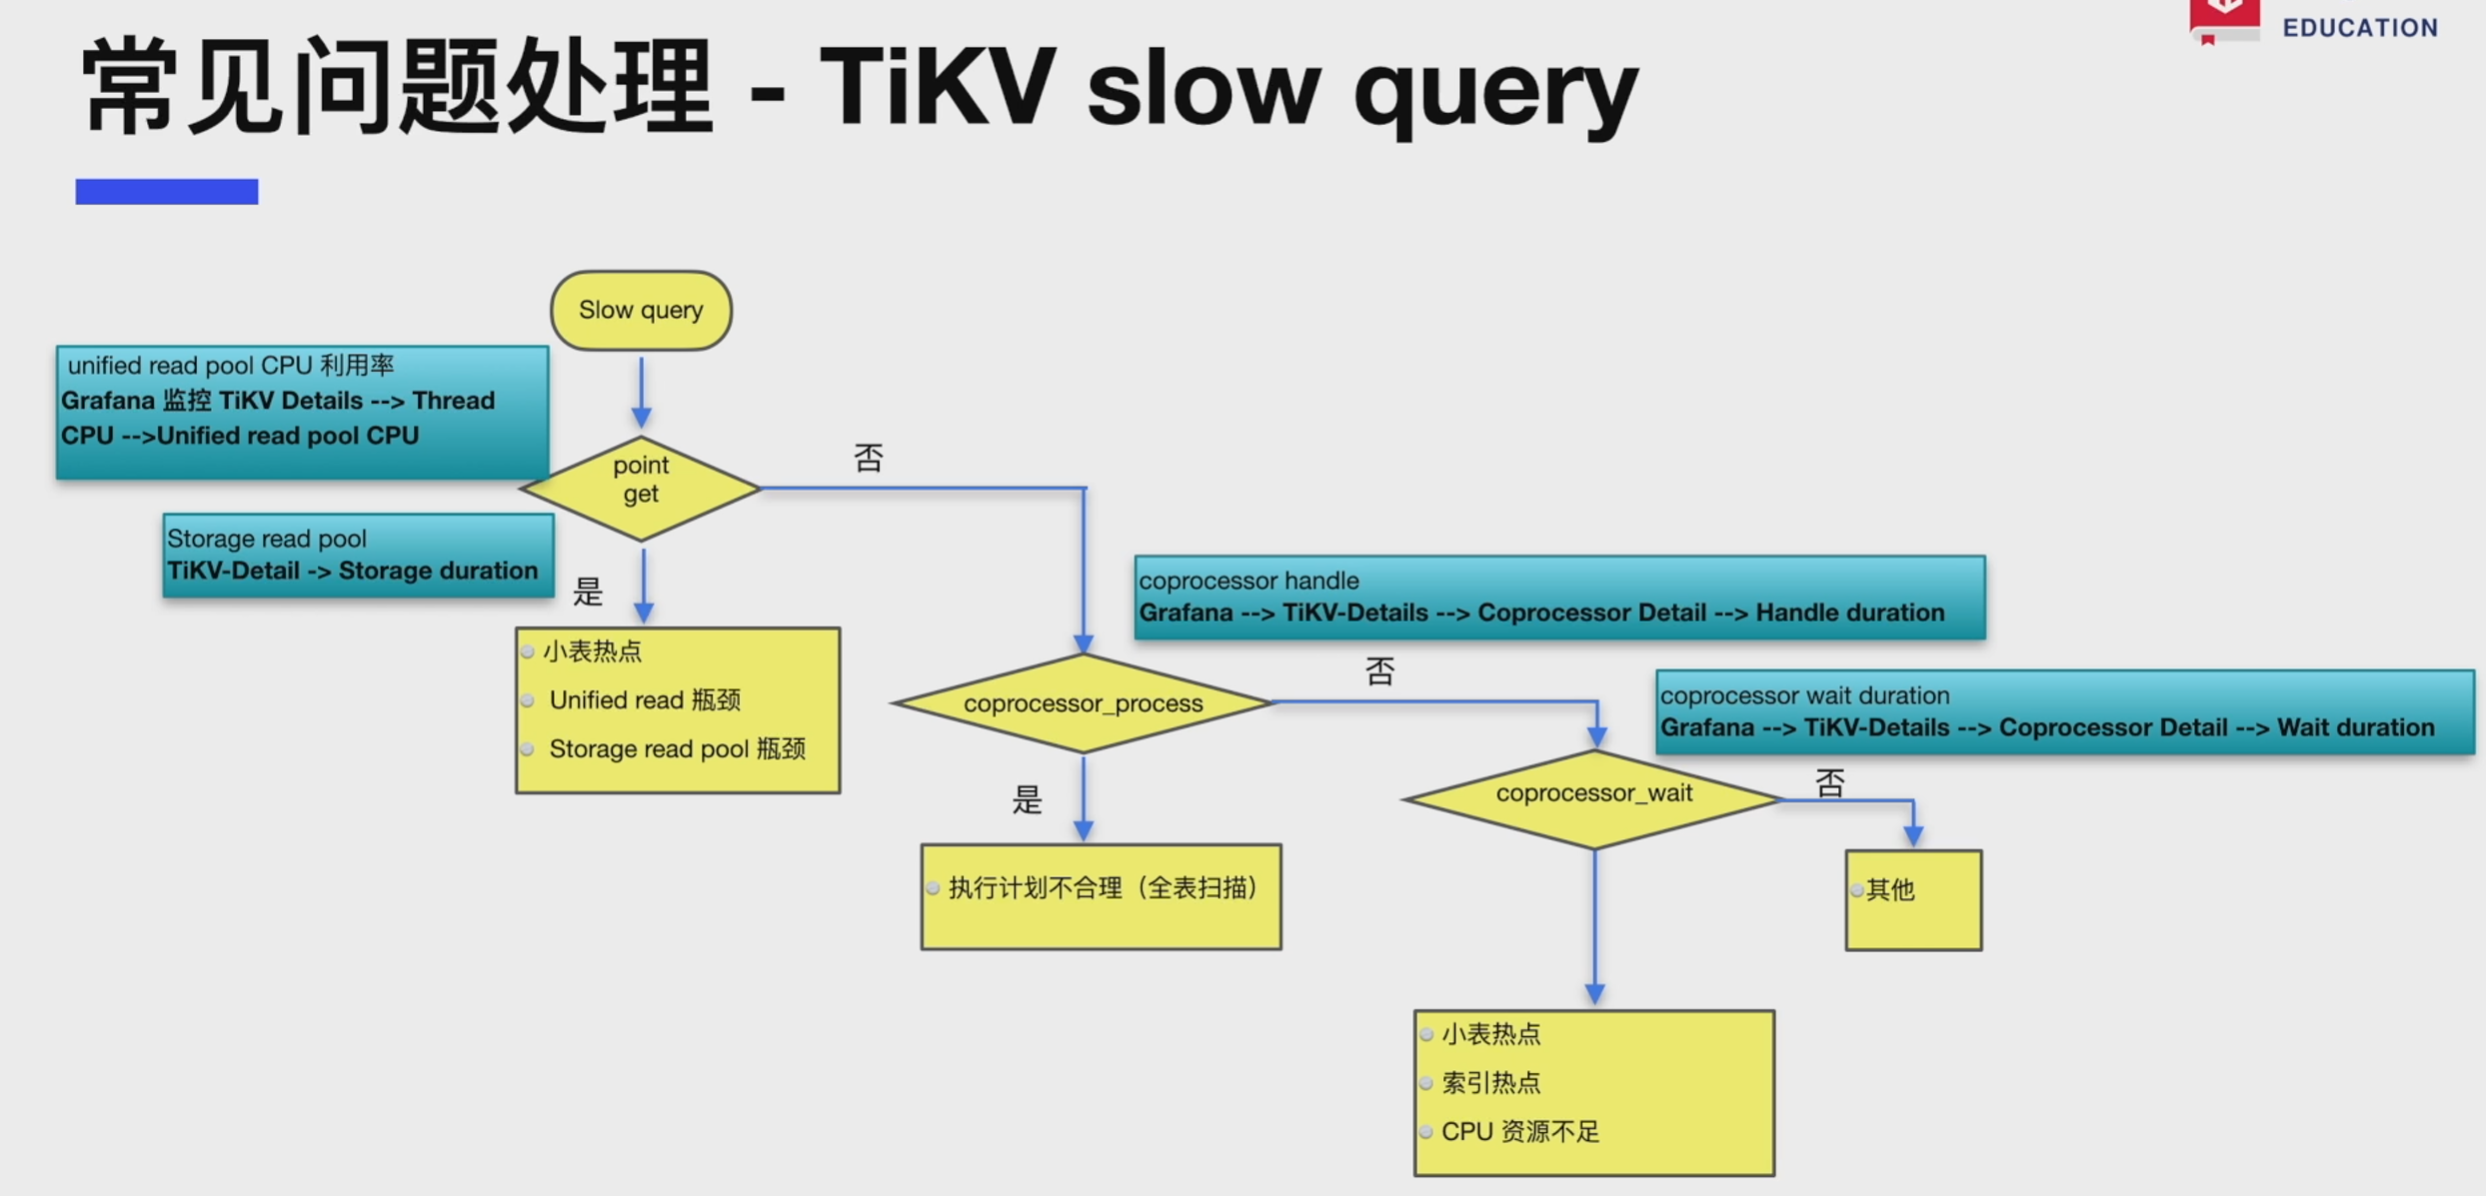 EDUCATION
常见问题处理 - TiKV slow query
Slow query
unified read pool CPU 利用率
Grafana 监控 TiKV Details --> Thread
CPU -->Unified read pool CPU
point
get
否
Storage read pool
TiKV-Detail -> Storage duration
是
小表热点
Unified read 瓶颈
Storage read pool 瓶颈
coprocessor handle
Grafana --> TiKV-Details --> Coprocessor Detail --> Handle duration
coprocessor_process
否
是
执行计划不合理（全表扫描）
coprocessor wait duration
Grafana --> TiKV-Details --> Coprocessor Detail --> Wait duration
coprocessor_wait
否
其他
小表热点
索引热点
CPU 资源不足